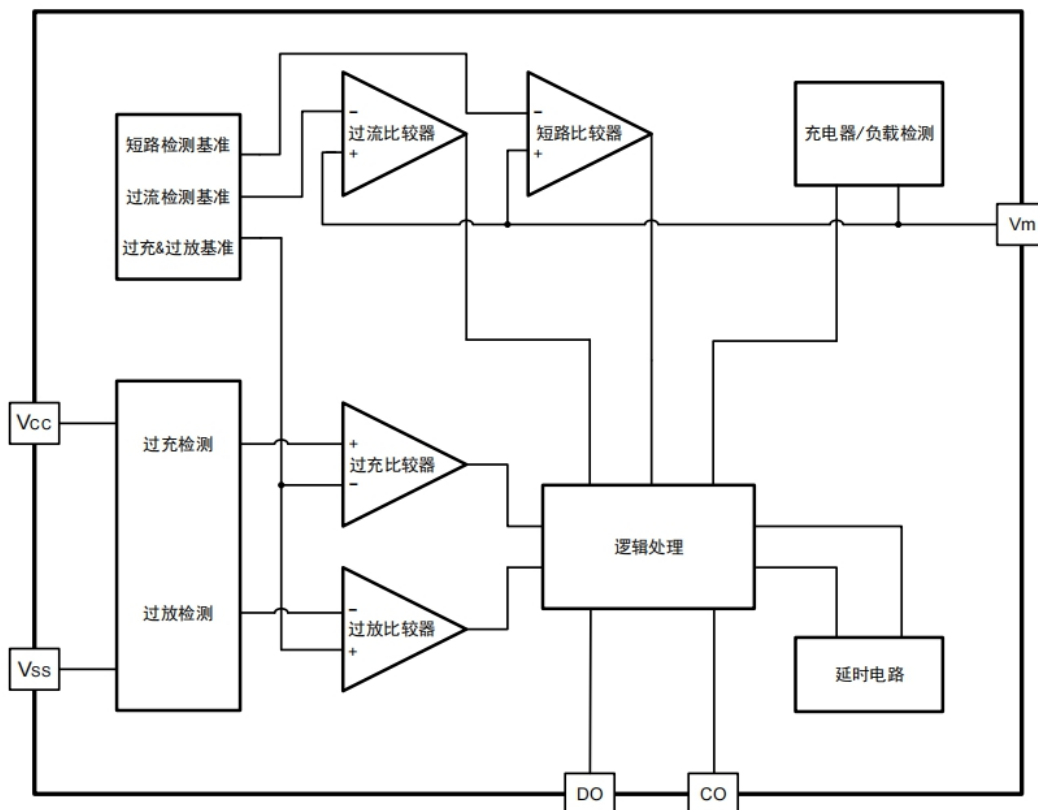 短路检测基准
过流检测基准
过充&过放基准
－
过流比较器
+
－
短路比较器
+
充电器/负载检测
Vm
Vcc
Vss
过充检测
过放检测
+
过充比较器
－
－
过放比较器
+
逻辑处理
延时电路
DO
CO